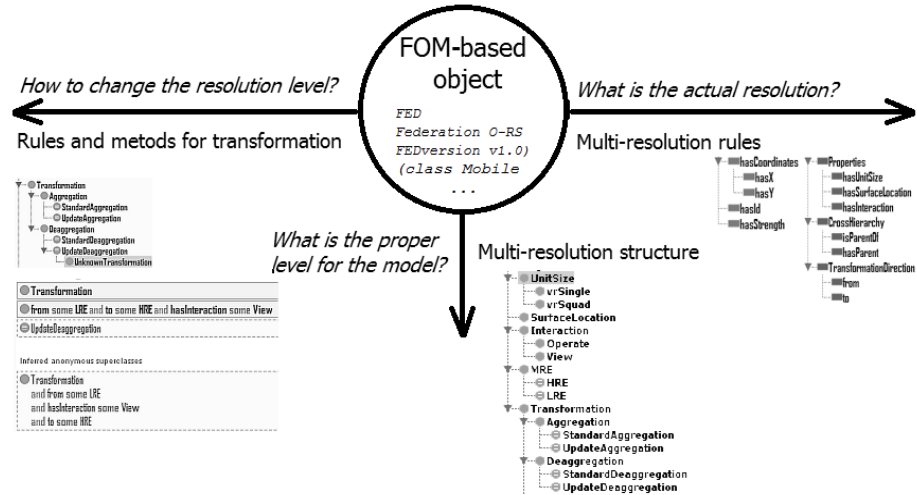 FOM-based
object
FED
Federation O-RS
FEDversion v1.0)
(class Mobile
...
How to change the resolution level?
Rules and metods for transformation
Transformation
Aggregation
StandardAggregation
UpdateAggregation
Deaggregation
StandardDeaggregation
UpdateDeaggregation
UnknownTransformation
Transformation
from some LRE and to some HRE and hasInteraction some View
UpdateDeaggregation
Inferred anonymous superclasses
Transformation
and from some LRE
and hasInteraction some View
and to some HRE
What is the proper
level for the model?
Multi-resolution structure
UnitSize
vrSingle
vrSquad
SurfaceLocation
Interaction
Operate
View
MRE
HRE
LRE
Transformation
Aggregation
StandardAggregation
UpdateAggregation
Deaggregation
StandardDeaggregation
UpdateDeaggregation
What is the actual resolution?
Multi-resolution rules
hasCoordinates
hasX
hasY
hasId
hasStrength
Properties
hasUnitSize
hasSurfaceLocation
hasInteraction
CrossHierarchy
isParentOf
hasParent
TransformationDirection
from
to